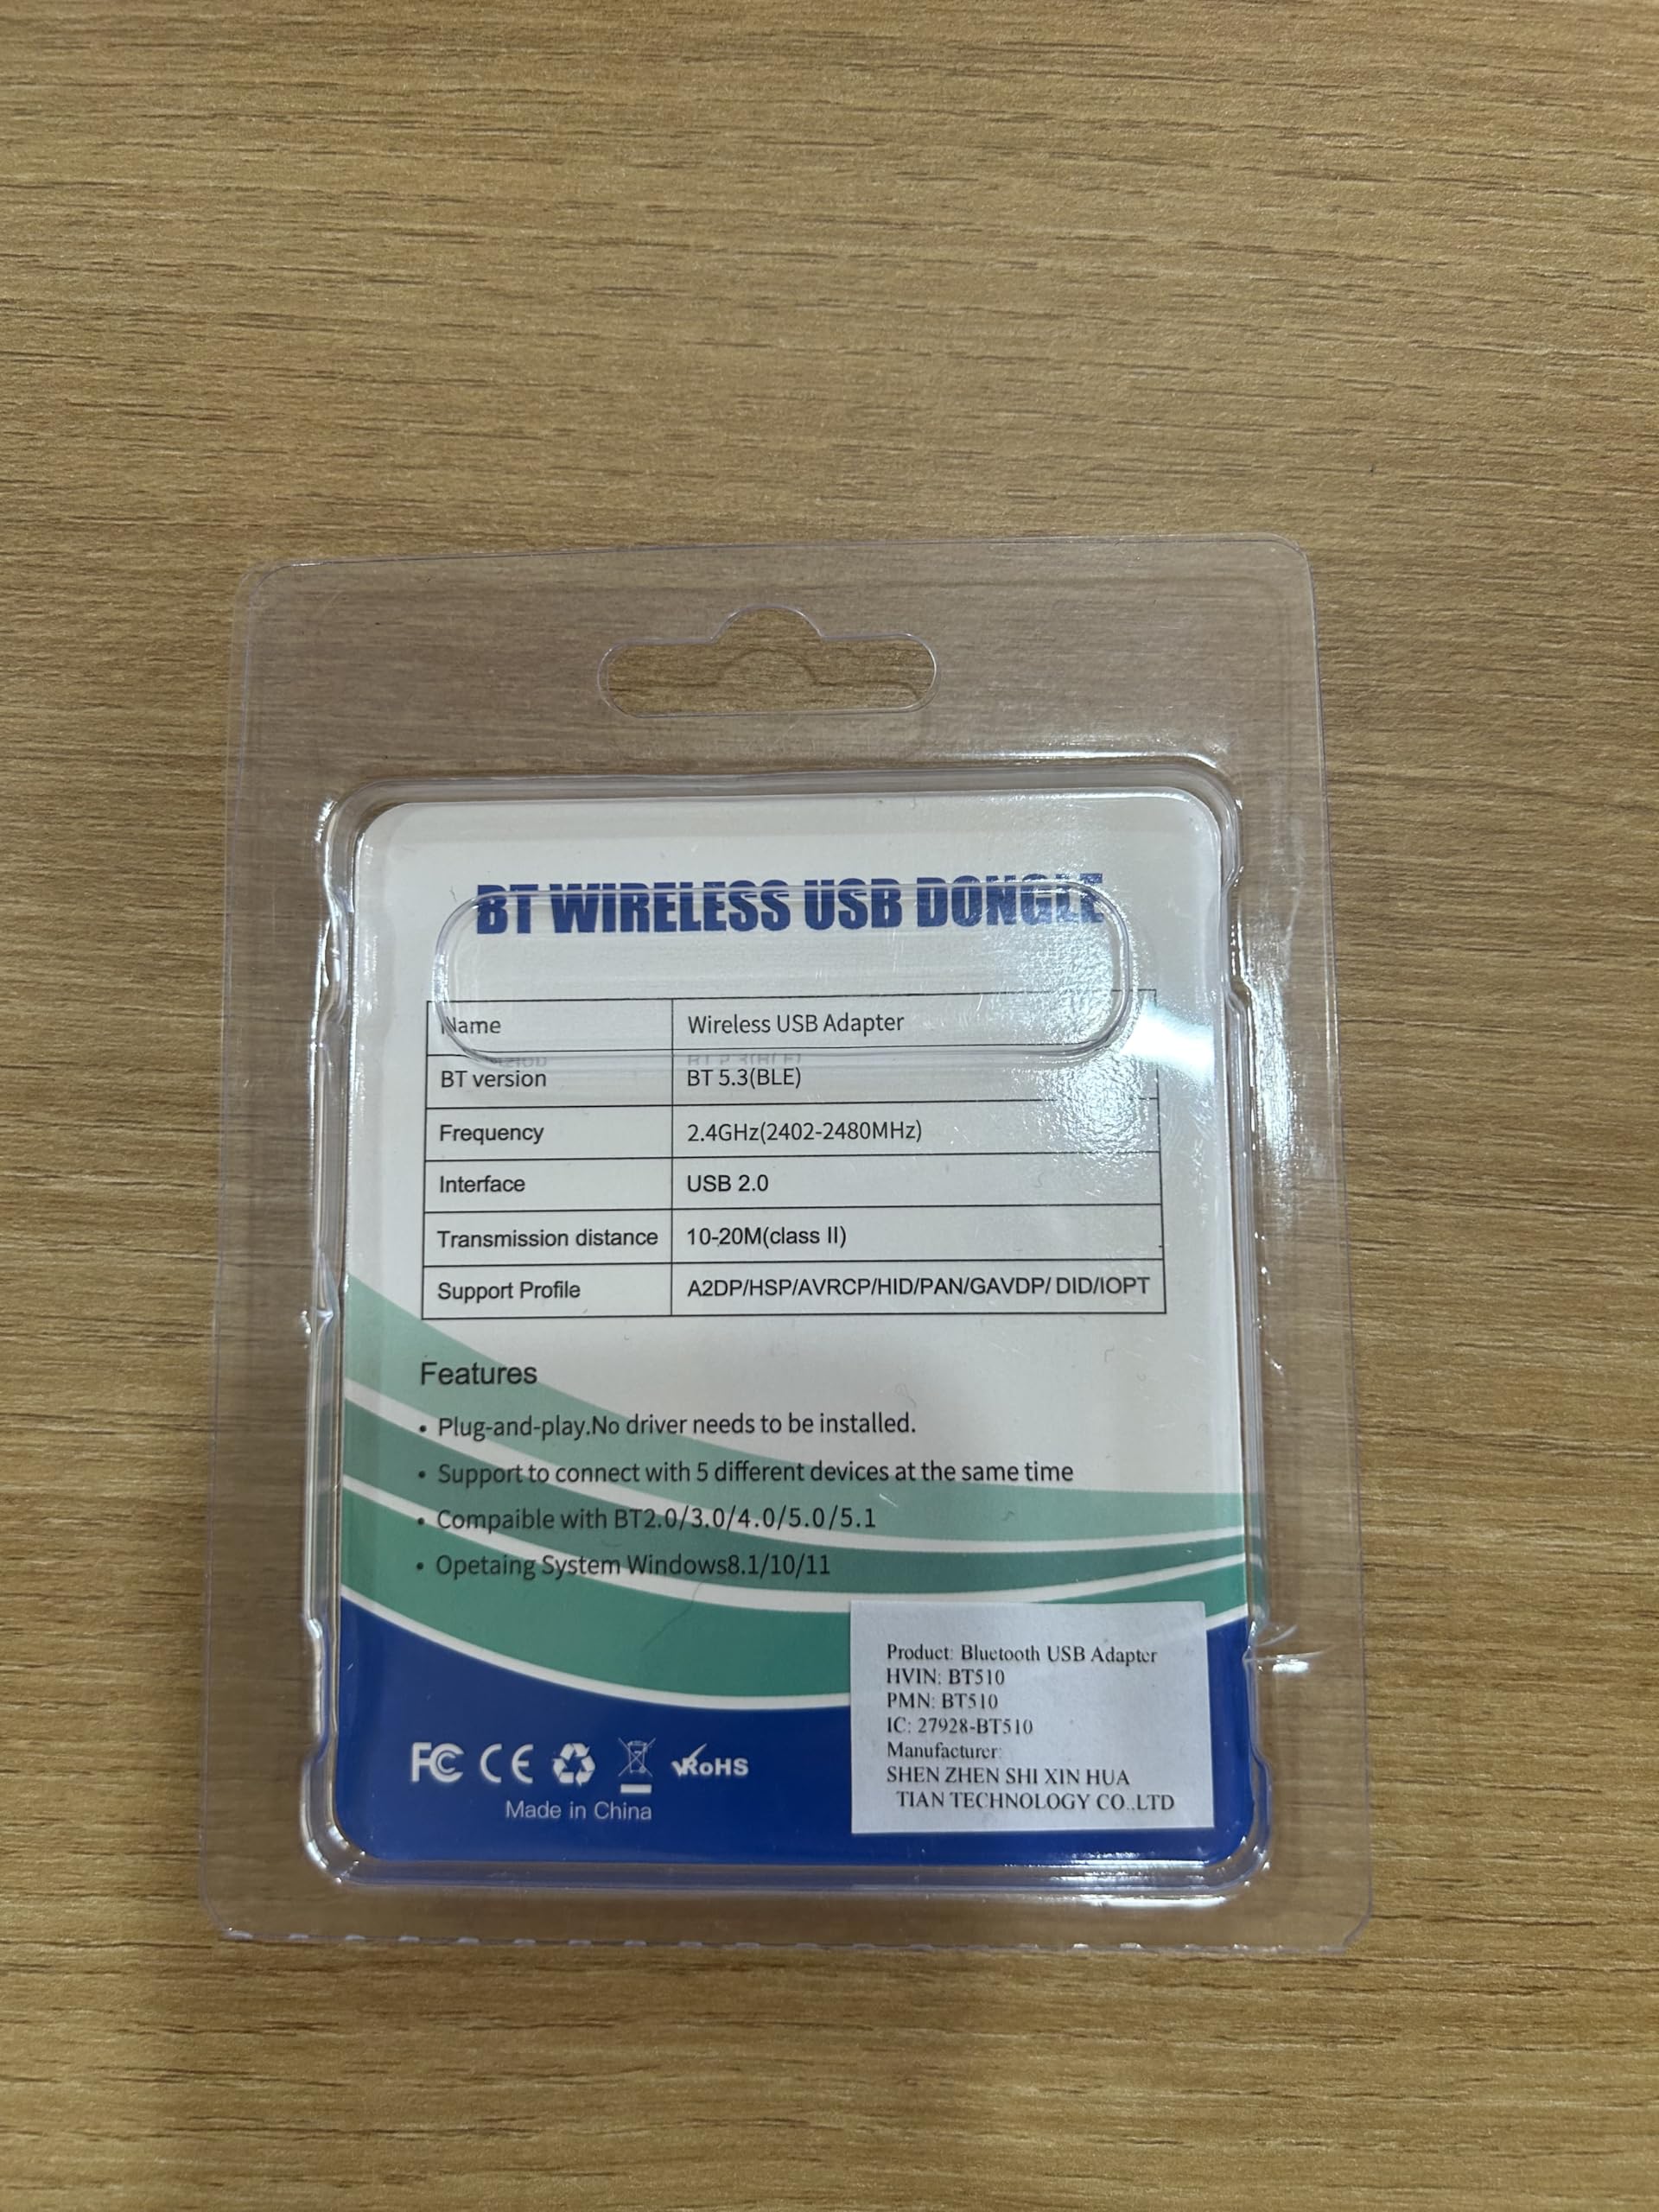 BT WIRELESS USB DONGLE
Name Wireless USB Adapter
BT version BT 5.3(BLE)
Frequency 2.4GHz(2402-2480MHz)
Interface USB 2.0
Transmission distance 10-20M(class II)
Support Profile A2DP/HSP/AVRCP/HID/PAN/GAVDP/ DID/IOPT
Features
• Plug-and-play.No driver needs to be installed.
• Support to connect with 5 different devices at the same time
• Compaible with BT2.0/3.0/4.0/5.0/5.1
• Opetaing System Windows8.1/10/11
FC CE RoHS
Made in China
Product: Bluetooth USB Adapter
HVIN: BT510
PMN: BT510
IC: 27928-BT510
Manufacturer:
SHEN ZHEN SHI XIN HUA
TIAN TECHNOLOGY CO..LTD